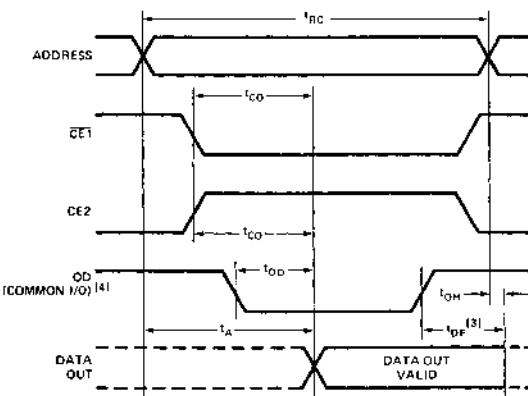 tRC
ADDRESS
tCO
CE1
CE2
tCO
OD
(COMMON I/O) [4]
tOD
tOH
tA
tDF [3]
DATA
OUT
DATA OUT
VALID